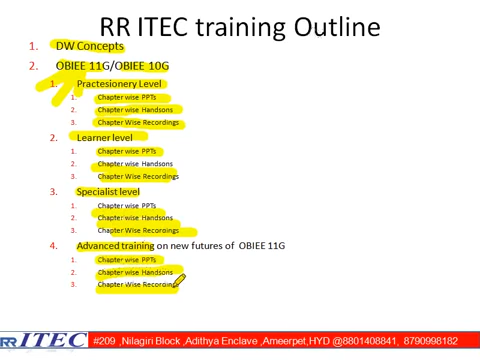 RR ITEC training Outline
1. DW Concepts
2. OBIEE 11G/OBIEE 10G
1. Practesionery Level
1. Chapter wise PPTs
2. Chapter wise Handsons
3. Chapter Wise Recordings
2. Learner level
1. Chapter wise PPTs
2. Chapter wise Handsons
3. Chapter Wise Recordings
3. Specialist level
1. Chapter wise PPTs
2. Chapter wise Handsons
3. Chapter Wise Recordings
4. Advanced training on new futures of OBIEE 11G
1. Chapter wise PPTs
2. Chapter wise Handsons
3. Chapter Wise Recordings
RR ITEC #209 ,Nilagiri Block ,Adithya Enclave ,Ameerpet,HYD @8801408841, 8790998182